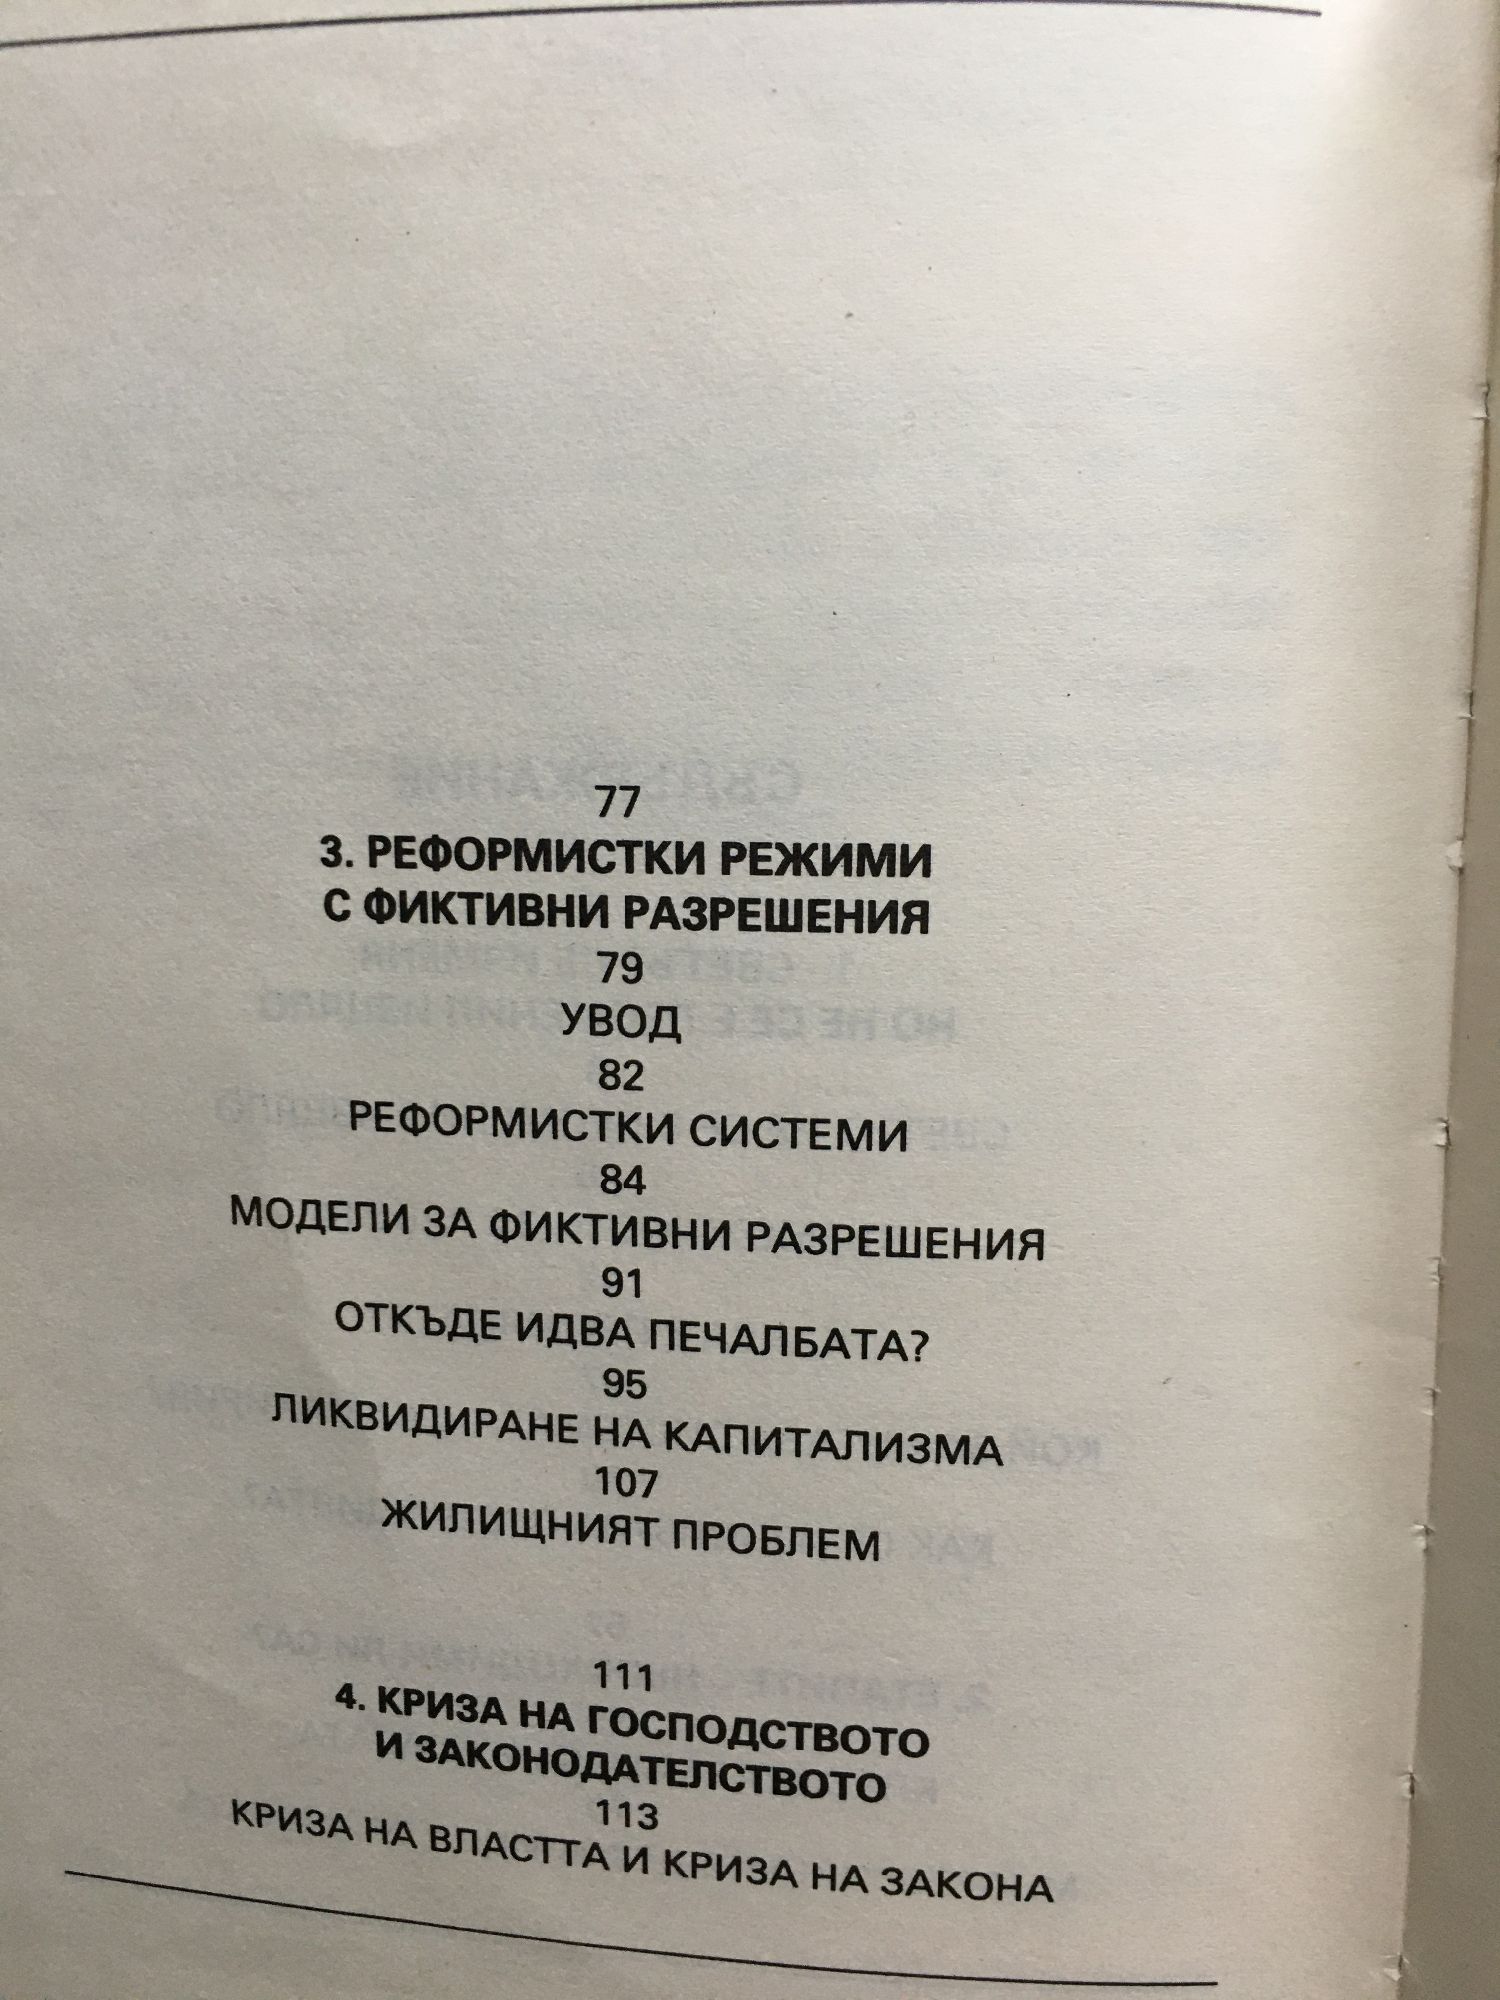 77
3. РЕФОРМИСТКИ РЕЖИМИ
С ФИКТИВНИ РАЗРЕШЕНИЯ
79
УВОД
82
РЕФОРМИСТКИ СИСТЕМИ
84
МОДЕЛИ ЗА ФИКТИВНИ РАЗРЕШЕНИЯ
91
ОТКЪДЕ ИДВА ПЕЧАЛБАТА?
95
ЛИКВИДИРАНЕ НА КАПИТАЛИЗМА
107
ЖИЛИЩНИЯТ ПРОБЛЕМ
111
4. КРИЗА НА ГОСПОДСТВОТО
И ЗАКОНОДАТЕЛСТВОТО
113
КРИЗА НА ВЛАСТТА И КРИЗА НА ЗАКОНА